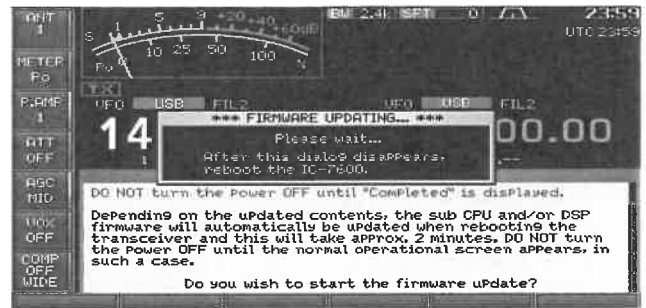 ANT
1
BW 2.4k SFT 0
23:59
UTC 23:59
S 1 5 9 +20 +40 +60dB
Po 10 25 50 100 %
METER
Po
TX
P.AMP
1
VFO USB FIL2 VFO USB FIL2
14 00.00
*** FIRMWARE UPDATING... ***
Please wait...
After this dialog disappears,
reboot the IC-7600.
ATT
OFF
AGC
MID
DO NOT turn the Power OFF until "Completed" is displayed.
VOX
OFF
Depending on the updated contents, the sub CPU and/or DSP
firmware will automatically be updated when rebooting the
transceiver and this will take approx. 2 minutes. DO NOT turn
the Power OFF until the normal operational screen appears, in
such a case.
COMP
OFF
WIDE
Do you wish to start the firmware update?